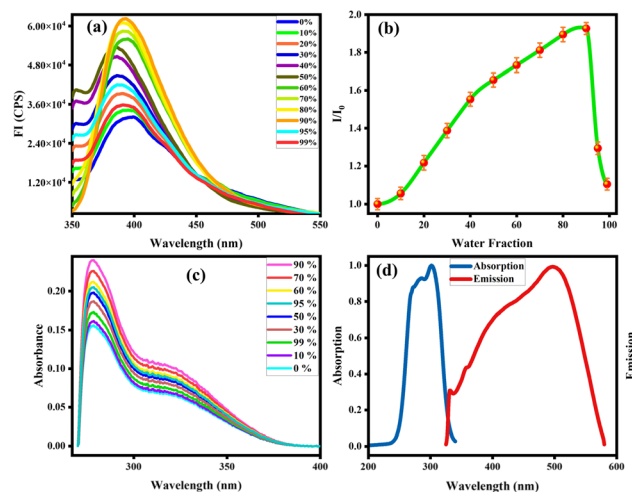 (a)
FI (CPS)
6.00×10⁴
4.80×10⁴
3.60×10⁴
2.40×10⁴
1.20×10⁴
350 400 450 500 550
Wavelength (nm)
0%
10%
20%
30%
40%
50%
60%
70%
80%
90%
95%
99%
(b)
I/I₀
2.0
1.8
1.6
1.4
1.2
1.0
0 20 40 60 80 100
Water Fraction
(c)
Absorbance
0.20
0.15
0.10
0.05
0.00
300 350 400
Wavelength (nm)
90 %
70 %
60 %
95 %
50 %
30 %
99 %
10 %
0 %
(d)
Absorption
Emission
Absorption
1.0
0.8
0.6
0.4
0.2
0.0
200 300 400 500 600
Wavelength (nm)
Emission